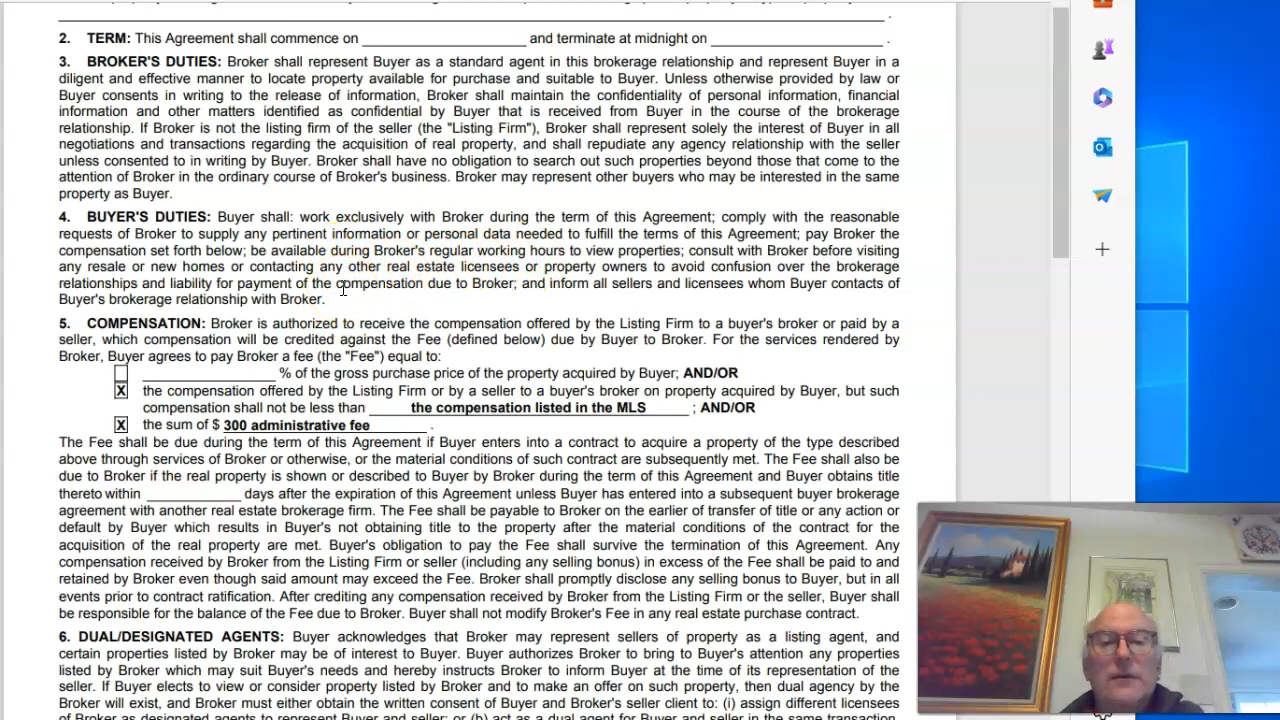 2. TERM: This Agreement shall commence on ______ and terminate at midnight on ______ .
3. BROKER'S DUTIES: Broker shall represent Buyer as a standard agent in this brokerage relationship and represent Buyer in a
diligent and effective manner to locate property available for purchase and suitable to Buyer. Unless otherwise provided by law or
Buyer consents in writing to the release of information, Broker shall maintain the confidentiality of personal information, financial
information and other matters identified as confidential by Buyer that is received from Buyer in the course of the brokerage
relationship. If Broker is not the listing firm of the seller (the "Listing Firm"), Broker shall represent solely the interest of Buyer in all
negotiations and transactions regarding the acquisition of real property, and shall repudiate any agency relationship with the seller
unless consented to in writing by Buyer. Broker shall have no obligation to search out such properties beyond those that come to the
attention of Broker in the ordinary course of Broker's business. Broker may represent other buyers who may be interested in the same
property as Buyer.
4. BUYER'S DUTIES: Buyer shall: work exclusively with Broker during the term of this Agreement; comply with the reasonable
requests of Broker to supply any pertinent information or personal data needed to fulfill the terms of this Agreement; pay Broker the
compensation set forth below; be available during Broker's regular working hours to view properties; consult with Broker before visiting
any resale or new homes or contacting any other real estate licensees or property owners to avoid confusion over the brokerage
relationships and liability for payment of the compensation due to Broker; and inform all sellers and licensees whom Buyer contacts of
Buyer's brokerage relationship with Broker.
5. COMPENSATION: Broker is authorized to receive the compensation offered by the Listing Firm to a buyer's broker or paid by a
seller, which compensation will be credited against the Fee (defined below) due by Buyer to Broker. For the services rendered by
Broker, Buyer agrees to pay Broker a fee (the "Fee") equal to:
______ % of the gross purchase price of the property acquired by Buyer; AND/OR
X the compensation offered by the Listing Firm or by a seller to a buyer's broker on property acquired by Buyer, but such
compensation shall not be less than the compensation listed in the MLS ; AND/OR
X the sum of $ 300 administrative fee .
The Fee shall be due during the term of this Agreement if Buyer enters into a contract to acquire a property of the type described
above through services of Broker or otherwise, or the material conditions of such contract are subsequently met. The Fee shall also be
due to Broker if the real property is shown or described to Buyer by Broker during the term of this Agreement and Buyer obtains title
thereto within ______ days after the expiration of this Agreement unless Buyer has entered into a subsequent buyer brokerage
agreement with another real estate brokerage firm. The Fee shall be payable to Broker on the earlier of transfer of title or any action or
default by Buyer which results in Buyer's not obtaining title to the property after the material conditions of the contract for the
acquisition of the real property are met. Buyer's obligation to pay the Fee shall survive the termination of this Agreement. Any
compensation received by Broker from the Listing Firm or seller (including any selling bonus) in excess of the Fee shall be paid to and
retained by Broker even though said amount may exceed the Fee. Broker shall promptly disclose any selling bonus to Buyer, but in all
events prior to contract ratification. After crediting any compensation received by Broker from the Listing Firm or the seller, Buyer shall
be responsible for the balance of the Fee due to Broker. Buyer shall not modify Broker's Fee in any real estate purchase contract.
6. DUAL/DESIGNATED AGENTS: Buyer acknowledges that Broker may represent sellers of property as a listing agent, and
certain properties listed by Broker may be of interest to Buyer. Buyer authorizes Broker to bring to Buyer's attention any properties
listed by Broker which may suit Buyer's needs and hereby instructs Broker to inform Buyer at the time of its representation of the
seller. If Buyer elects to view or consider property listed by Broker and to make an offer on such property, then dual agency by the
Broker will exist, and Broker must either obtain the written consent of Buyer and Broker's seller client to: (i) assign different licensees
of Broker as designated agents to represent Buyer and seller; or (b) act as a dual agent for Buyer and seller in the same transaction.